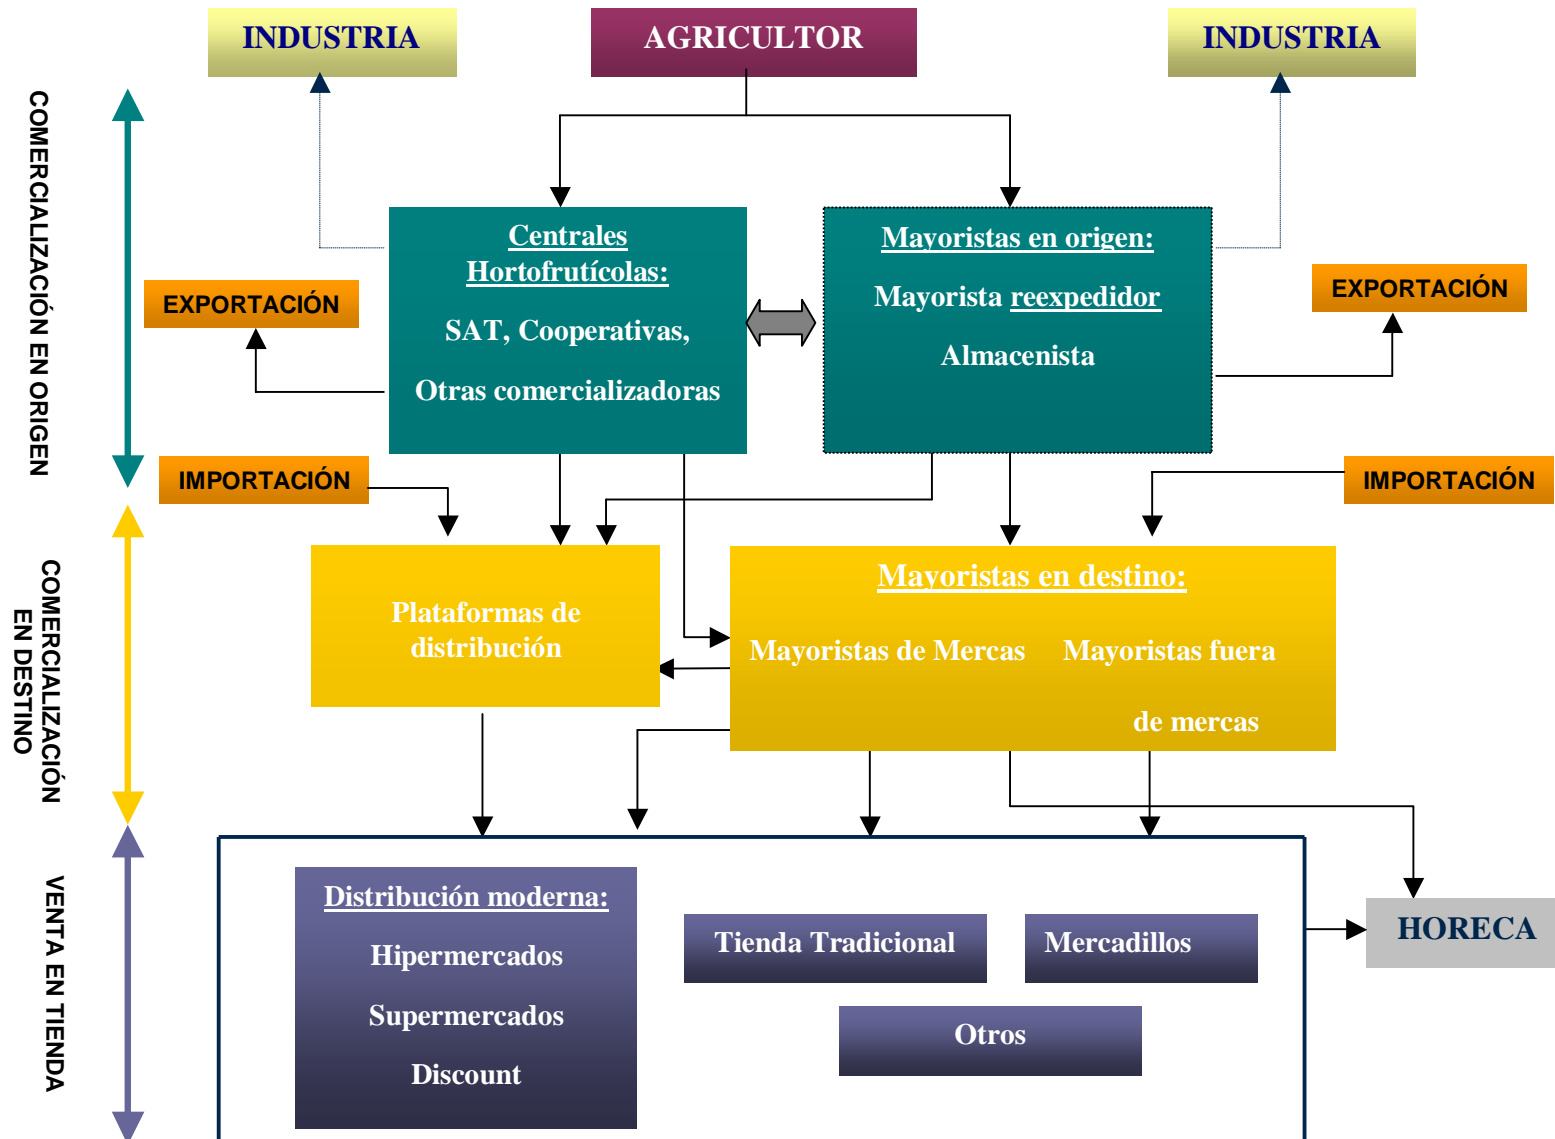 INDUSTRIA
AGRICULTOR
INDUSTRIA
COMERCIALIZACIÓN EN ORIGEN
Centrales
Hortofrutícolas:
SAT, Cooperativas,
Otras comercializadoras
Mayoristas en origen:
Mayorista reexpedidor
Almacenista
EXPORTACIÓN
EXPORTACIÓN
IMPORTACIÓN
IMPORTACIÓN
COMERCIALIZACIÓN
EN DESTINO
Plataformas de
distribución
Mayoristas en destino:
Mayoristas de Mercas
Mayoristas fuera
de mercas
VENTA EN TIENDA
Distribución moderna:
Hipermercados
Supermercados
Discount
Tienda Tradicional
Mercadillos
Otros
HORECA